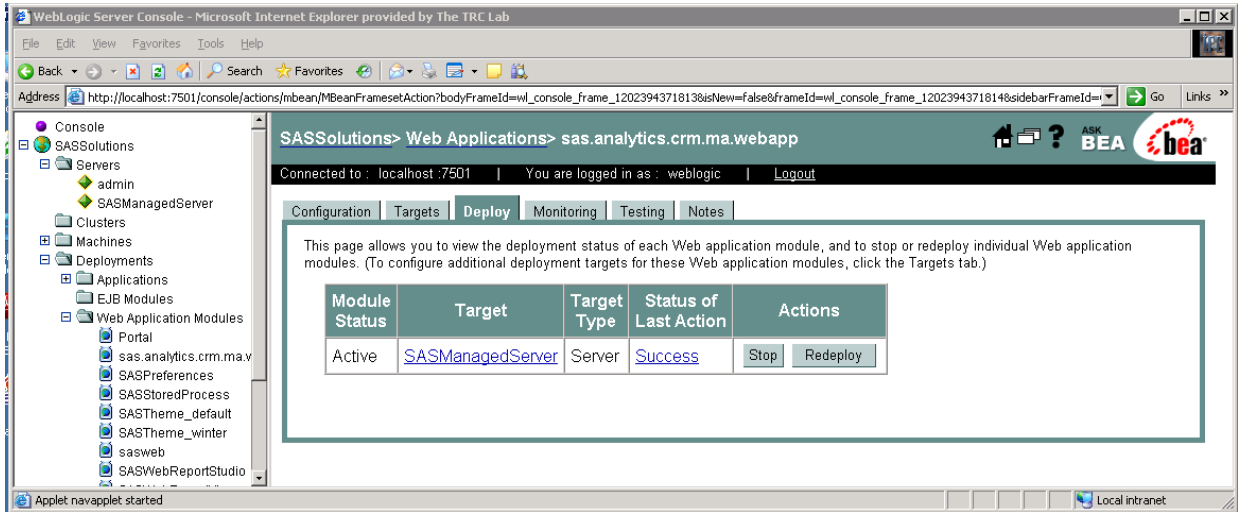 WebLogic Server Console - Microsoft Internet Explorer provided by The TRC Lab
File Edit View Favorites Tools Help
Back Search Favorites
Address http://localhost:7501/console/actions/mbean/MBeanFramesetAction?bodyFrameId=wl_console_frame_1202394371813&isNew=false&frameId=wl_console_frame_1202394371814&sidebarFrameId= Go Links »
Console
SASSolutions
Servers
admin
SASManagedServer
Clusters
Machines
Deployments
Applications
EJB Modules
Web Application Modules
Portal
sas.analytics.crm.ma.v
SASPreferences
SASStoredProcess
SASTheme_default
SASTheme_winter
sasweb
SASWebReportStudio
SASSolutions> Web Applications> sas.analytics.crm.ma.webapp
? ASK BEA bea
Connected to : localhost :7501 | You are logged in as : weblogic | Logout
Configuration Targets Deploy Monitoring Testing Notes
This page allows you to view the deployment status of each Web application module, and to stop or redeploy individual Web application
modules. (To configure additional deployment targets for these Web application modules, click the Targets tab.)
Module Status Target Target Type Status of Last Action Actions
Active SASManagedServer Server Success Stop Redeploy
Applet navapplet started
Local intranet